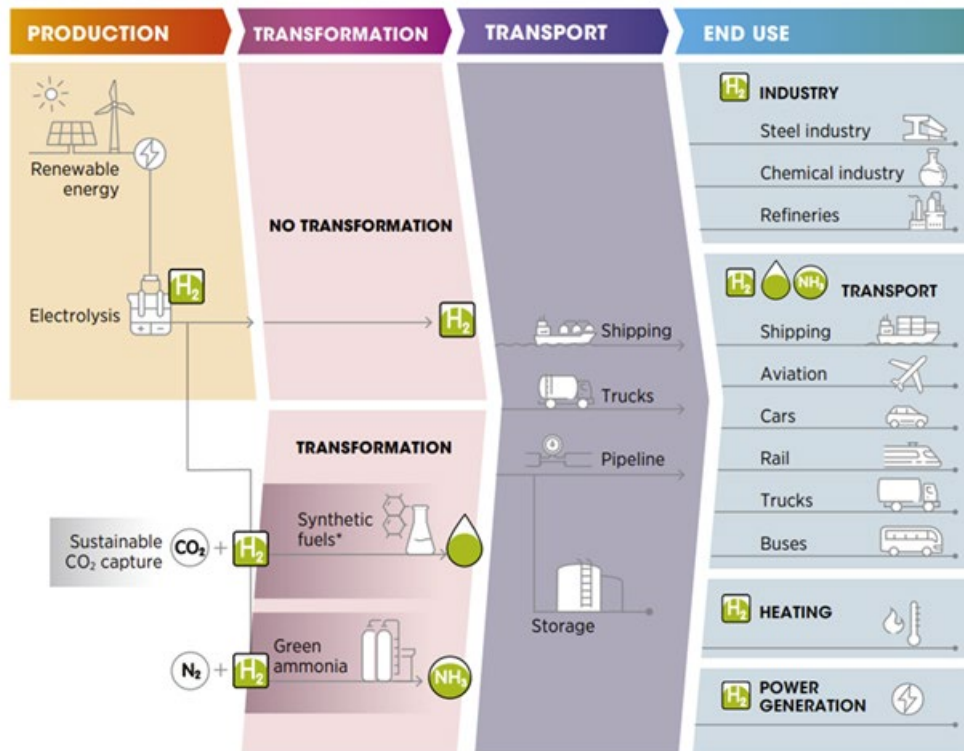 PRODUCTION
TRANSFORMATION
TRANSPORT
END USE
Renewable
energy
Electrolysis
+ −
H₂
NO TRANSFORMATION
H₂
TRANSFORMATION
Sustainable
CO₂ capture
CO₂ + H₂
Synthetic
fuels*
N₂ + H₂
Green
ammonia
NH₃
Shipping
Trucks
Pipeline
Storage
H₂ INDUSTRY
Steel industry
Chemical industry
Refineries
H₂ NH₃ TRANSPORT
Shipping
Aviation
Cars
Rail
Trucks
Buses
H₂ HEATING
H₂ POWER
GENERATION